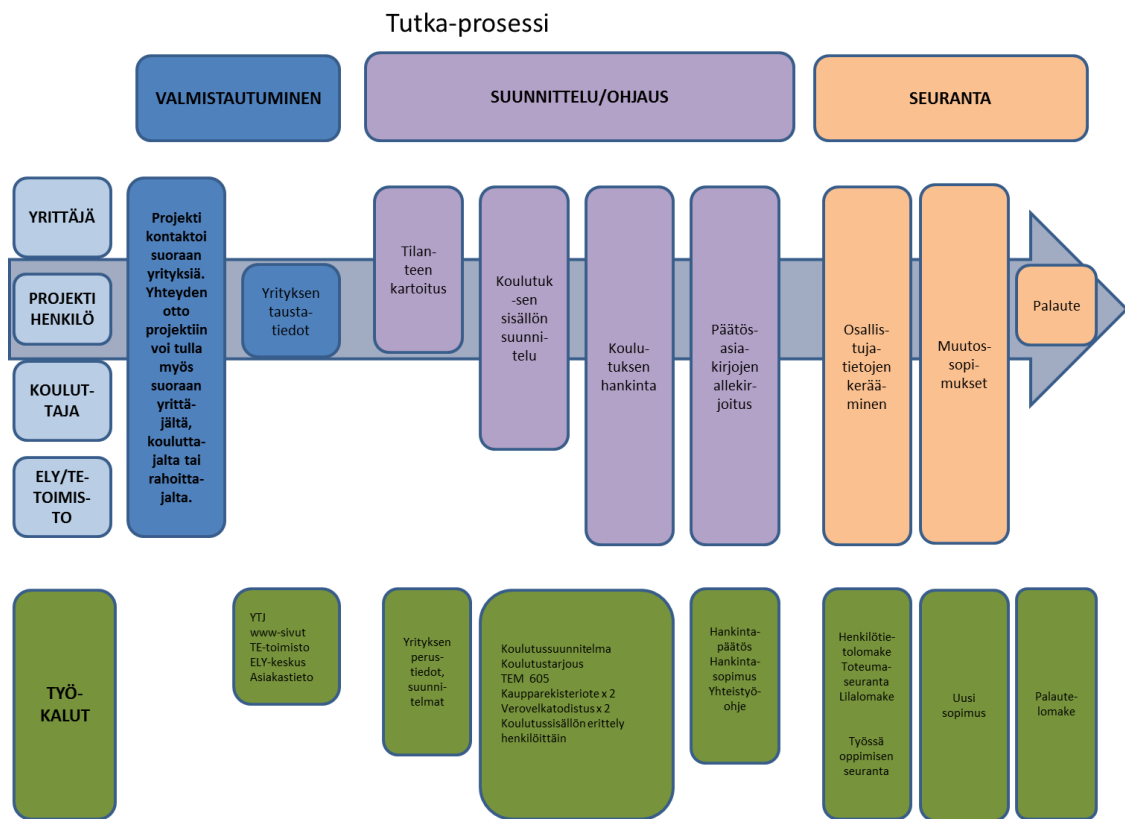 Tutka-prosessi
VALMISTAUTUMINEN
SUUNNITTELU/OHJAUS
SEURANTA
YRITTÄJÄ
PROJEKTI
HENKILÖ
KOULUT-
TAJA
ELY/TE-
TOIMIS-
TO
Projekti
kontaktoi
suoraan
yrityksiä.
Yhteyden
otto
projektiin
voi tulla
myös
suoraan
yrittä-
jältä,
koulutta-
jalta tai
rahoitta-
jalta.
Yrityksen
tausta-
tiedot
Tilan-
teen
kartoitus
Koulutuk
-sen
sisällön
suunni-
telu
Koulu-
tuksen
hankinta
Päätös-
asia-
kirjojen
allekir-
joitus
Osallis-
tuja-
tietojen
kerää-
minen
Muutos-
sopi-
mukset
Palaute
TYÖ-
KALUT
YTJ
www-sivut
TE-toimisto
ELY-keskus
Asiakastieto
Yrityksen
perus-
tiedot,
suunni-
telmat
Koulutussuunnitelma
Koulutustarjous
TEM 605
Kaupparekisteriote x 2
Verovelkatodistus x 2
Koulutussisällön erittely
henkilöittäin
Hankinta-
päätös
Hankinta-
sopimus
Yhteistyö-
ohje
Henkilötie-
tolomake
Toteuma-
seuranta
Lilalomake
Työssä
oppimisen
seuranta
Uusi
sopimus
Palaute-
lomake